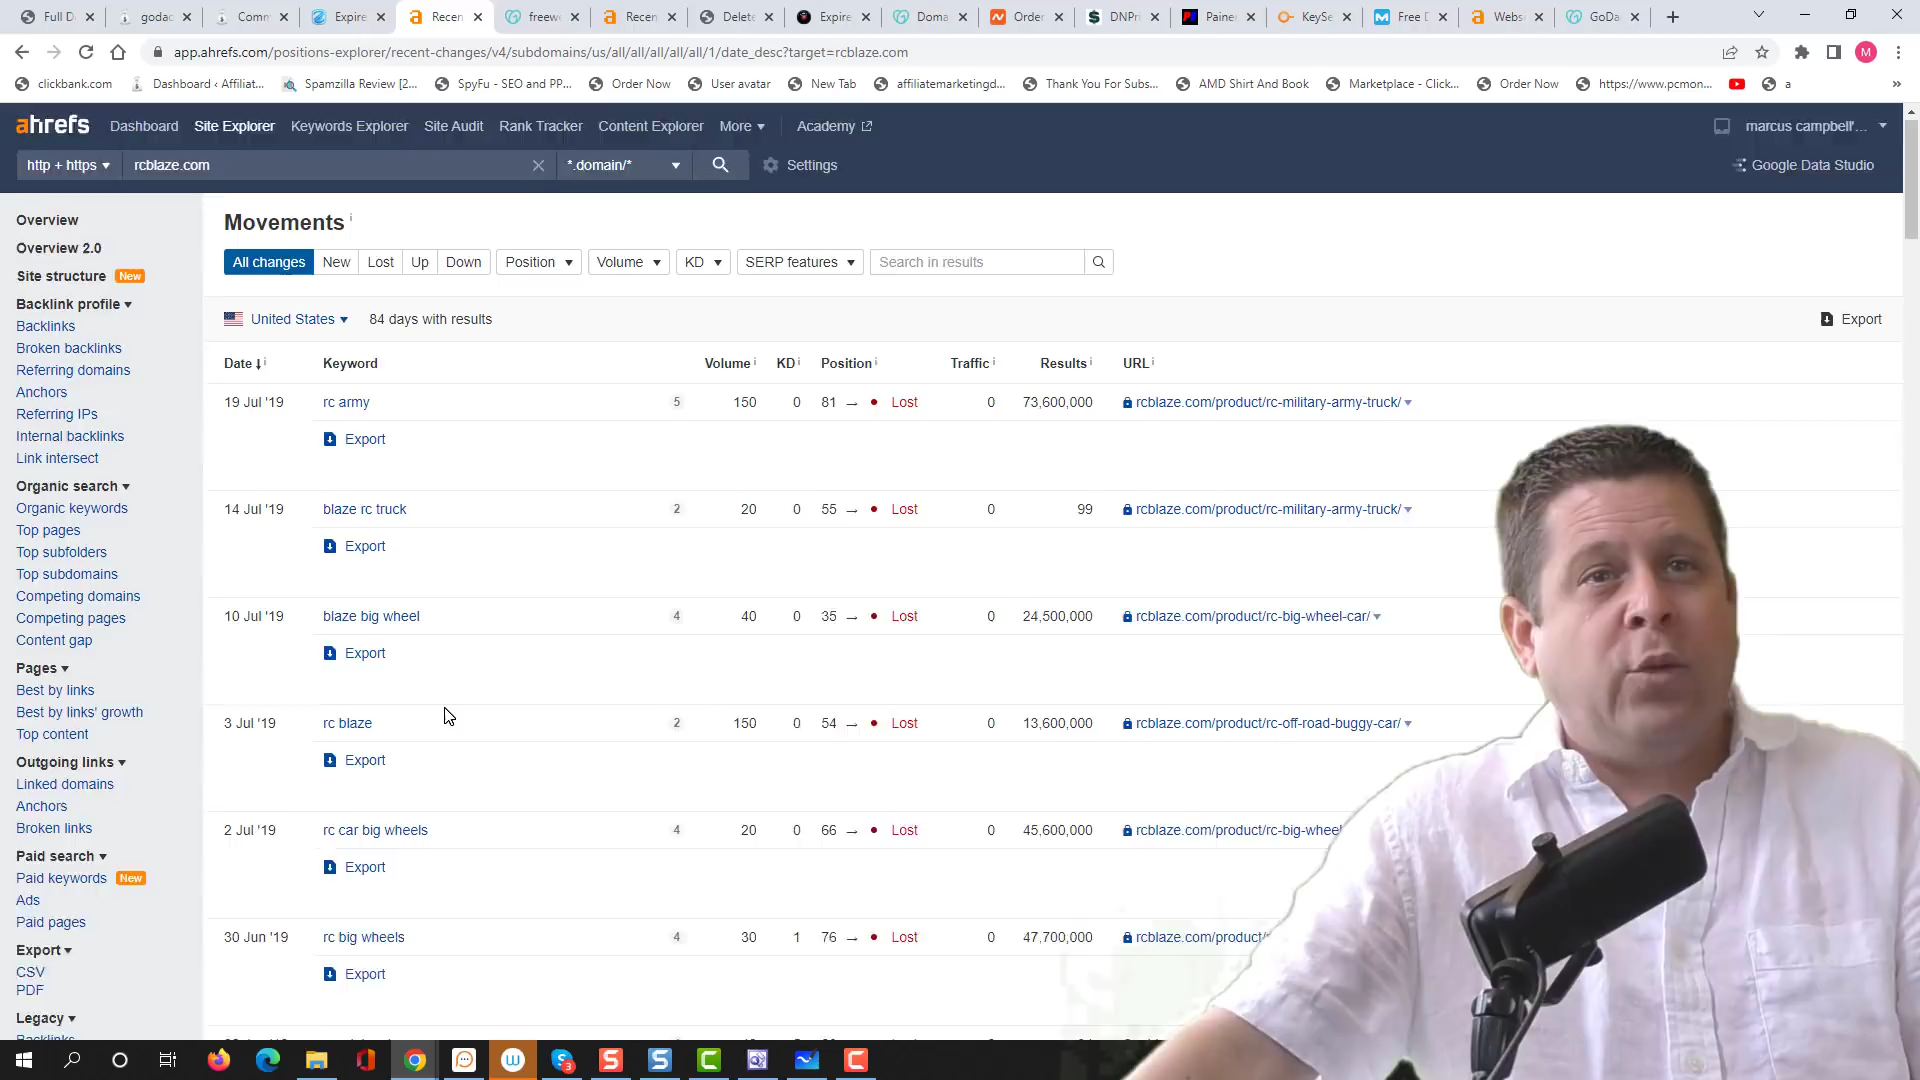 Full D
godac
Comm
Expire
Recen
freew
Recen
Delete
Expire
Doma
Order
DNPri
Paine
KeySe
Free D
Webs
GoDa
app.ahrefs.com/positions-explorer/recent-changes/v4/subdomains/us/all/all/all/all/all/1/date_desc?target=rcblaze.com
M
clickbank.com
Dashboard ‹ Affiliat...
Spamzilla Review [2...
SpyFu - SEO and PP...
Order Now
User avatar
New Tab
affiliatemarketingd...
Thank You For Subs...
AMD Shirt And Book
Marketplace - Click...
Order Now
https://www.pcmon...
a
»
ahrefs Dashboard Site Explorer Keywords Explorer Site Audit Rank Tracker Content Explorer More Academy marcus campbell'...
http + https rcblaze.com *.domain/* Settings Google Data Studio
Overview
Overview 2.0
Site structure New
Backlink profile
Backlinks
Broken backlinks
Referring domains
Anchors
Referring IPs
Internal backlinks
Link intersect
Organic search
Organic keywords
Top pages
Top subfolders
Top subdomains
Competing domains
Competing pages
Content gap
Pages
Best by links
Best by links' growth
Top content
Outgoing links
Linked domains
Anchors
Broken links
Paid search
Paid keywords New
Ads
Paid pages
Export
CSV
PDF
Legacy
Backlinks
Movements
All changes New Lost Up Down Position Volume KD SERP features Search in results
United States 84 days with results Export
Date Keyword Volume KD Position Traffic Results URL
19 Jul '19 rc army 5 150 0 81 → Lost 0 73,600,000 rcblaze.com/product/rc-military-army-truck/
Export
14 Jul '19 blaze rc truck 2 20 0 55 → Lost 0 99 rcblaze.com/product/rc-military-army-truck/
Export
10 Jul '19 blaze big wheel 4 40 0 35 → Lost 0 24,500,000 rcblaze.com/product/rc-big-wheel-car/
Export
3 Jul '19 rc blaze 2 150 0 54 → Lost 0 13,600,000 rcblaze.com/product/rc-off-road-buggy-car/
Export
2 Jul '19 rc car big wheels 4 20 0 66 → Lost 0 45,600,000 rcblaze.com/product/rc-big-wheel
Export
30 Jun '19 rc big wheels 4 30 1 76 → Lost 0 47,700,000 rcblaze.com/product/
Export